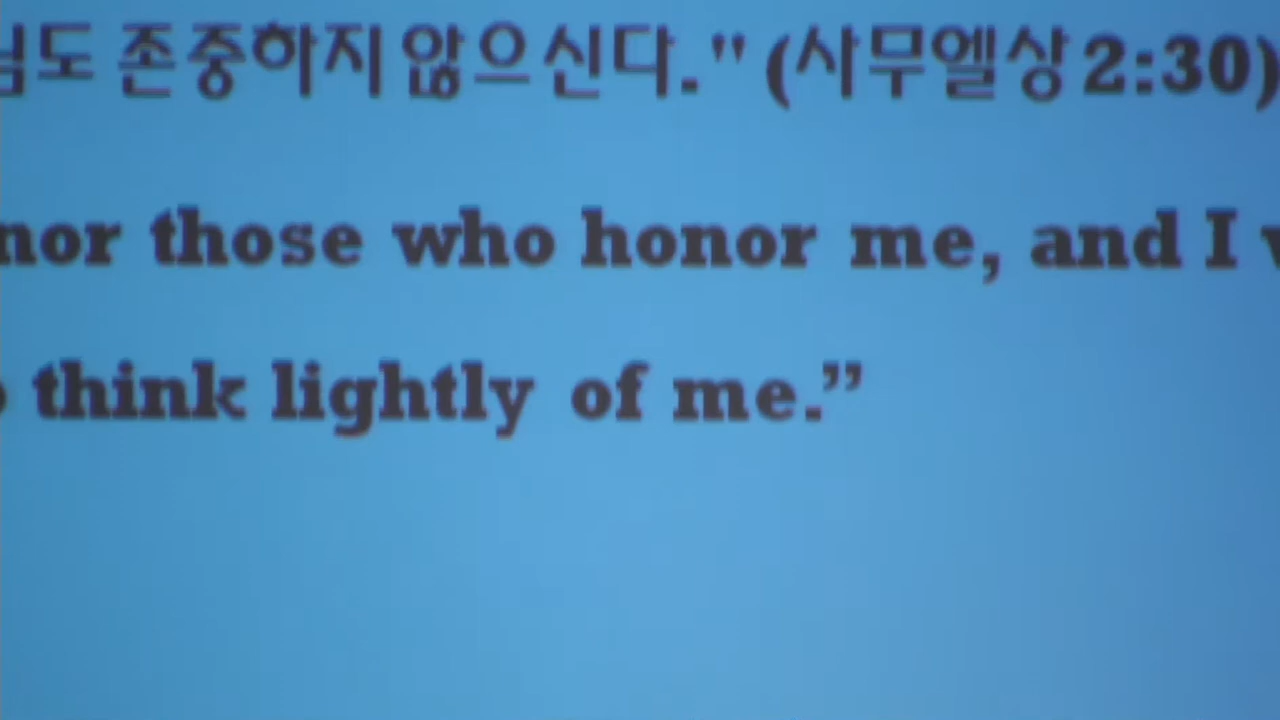 님도 존중하지 않으신다." (사무엘상 2:30)
nor those who honor me, and I
think lightly of me.”